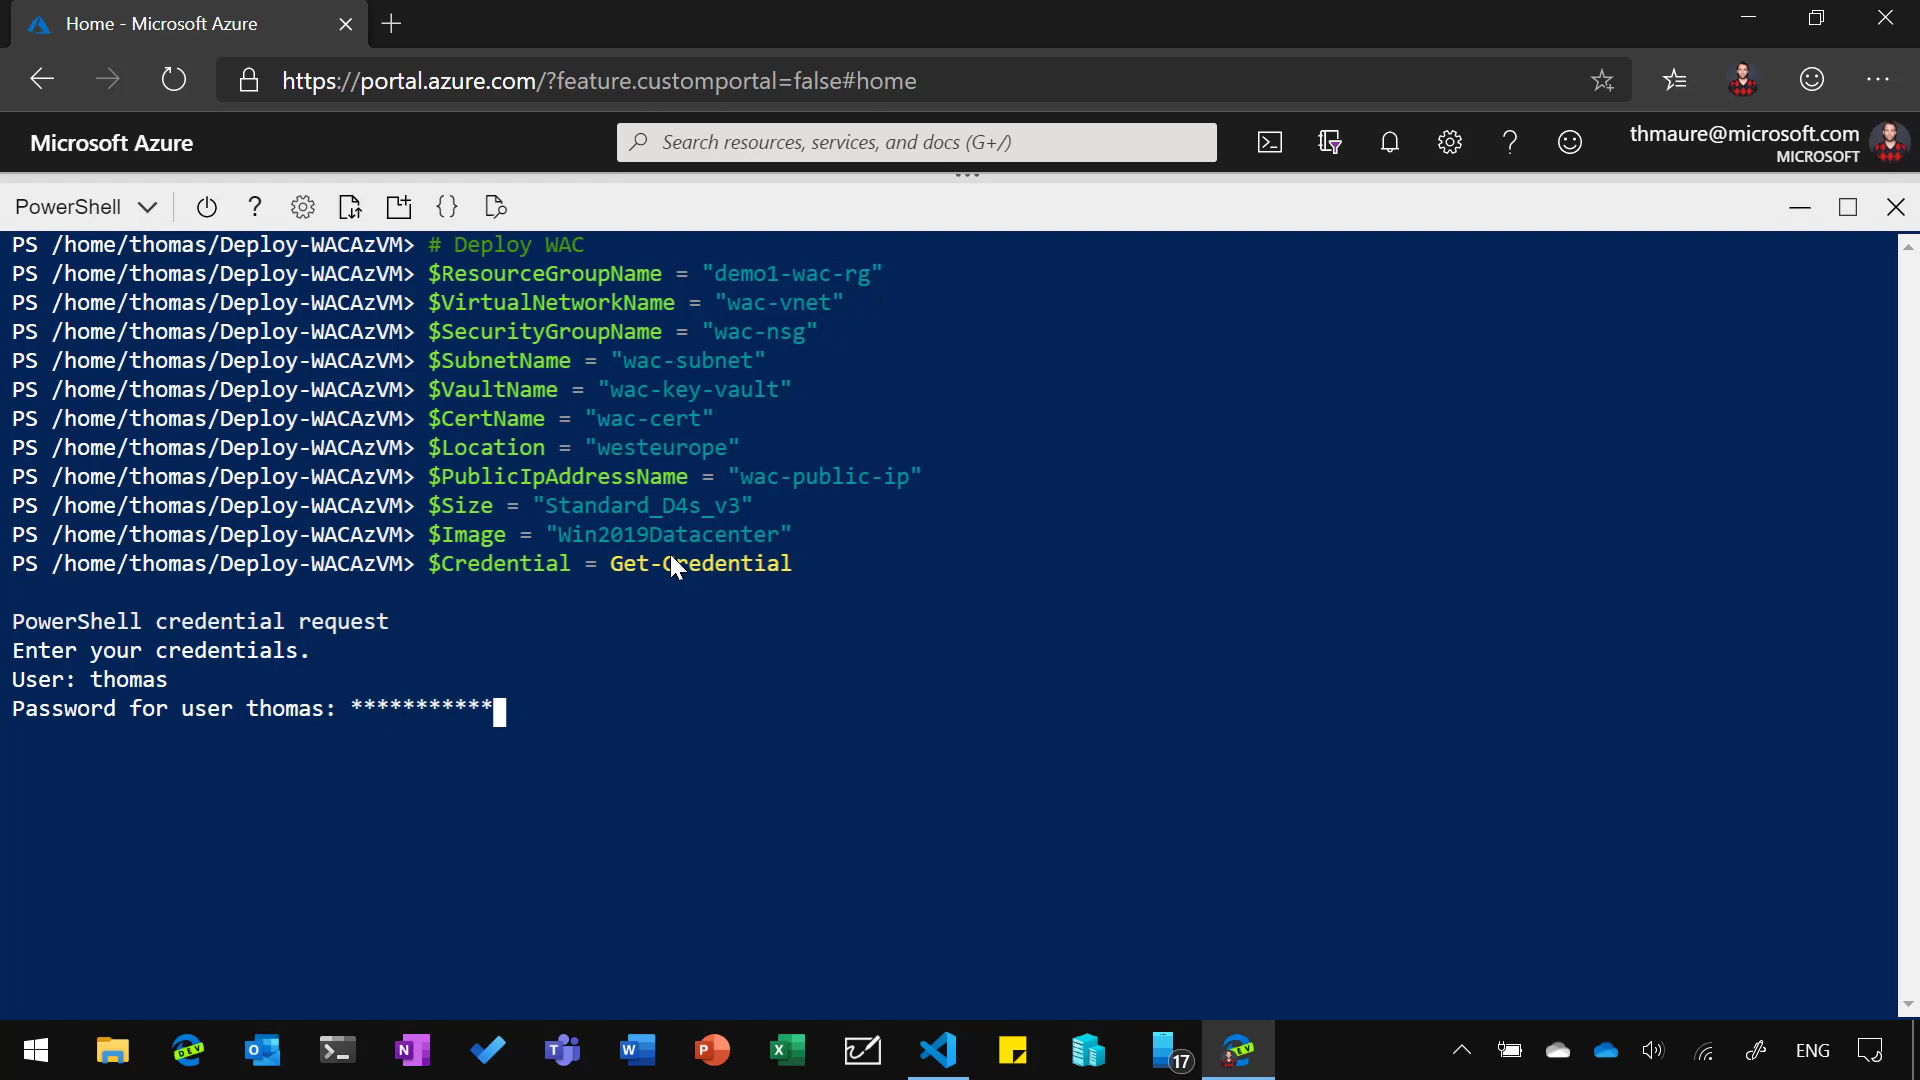 Home - Microsoft Azure
https://portal.azure.com/?feature.customportal=false#home
Microsoft Azure
Search resources, services, and docs (G+/)
thmaure@microsoft.com
MICROSOFT
PowerShell
PS /home/thomas/Deploy-WACAzVM> # Deploy WAC
PS /home/thomas/Deploy-WACAzVM> $ResourceGroupName = "demo1-wac-rg"
PS /home/thomas/Deploy-WACAzVM> $VirtualNetworkName = "wac-vnet"
PS /home/thomas/Deploy-WACAzVM> $SecurityGroupName = "wac-nsg"
PS /home/thomas/Deploy-WACAzVM> $SubnetName = "wac-subnet"
PS /home/thomas/Deploy-WACAzVM> $VaultName = "wac-key-vault"
PS /home/thomas/Deploy-WACAzVM> $CertName = "wac-cert"
PS /home/thomas/Deploy-WACAzVM> $Location = "westeurope"
PS /home/thomas/Deploy-WACAzVM> $PublicIpAddressName = "wac-public-ip"
PS /home/thomas/Deploy-WACAzVM> $Size = "Standard_D4s_v3"
PS /home/thomas/Deploy-WACAzVM> $Image = "Win2019Datacenter"
PS /home/thomas/Deploy-WACAzVM> $Credential = Get-Credential
PowerShell credential request
Enter your credentials.
User: thomas
Password for user thomas: ***********
DEV
17
DEV
ENG